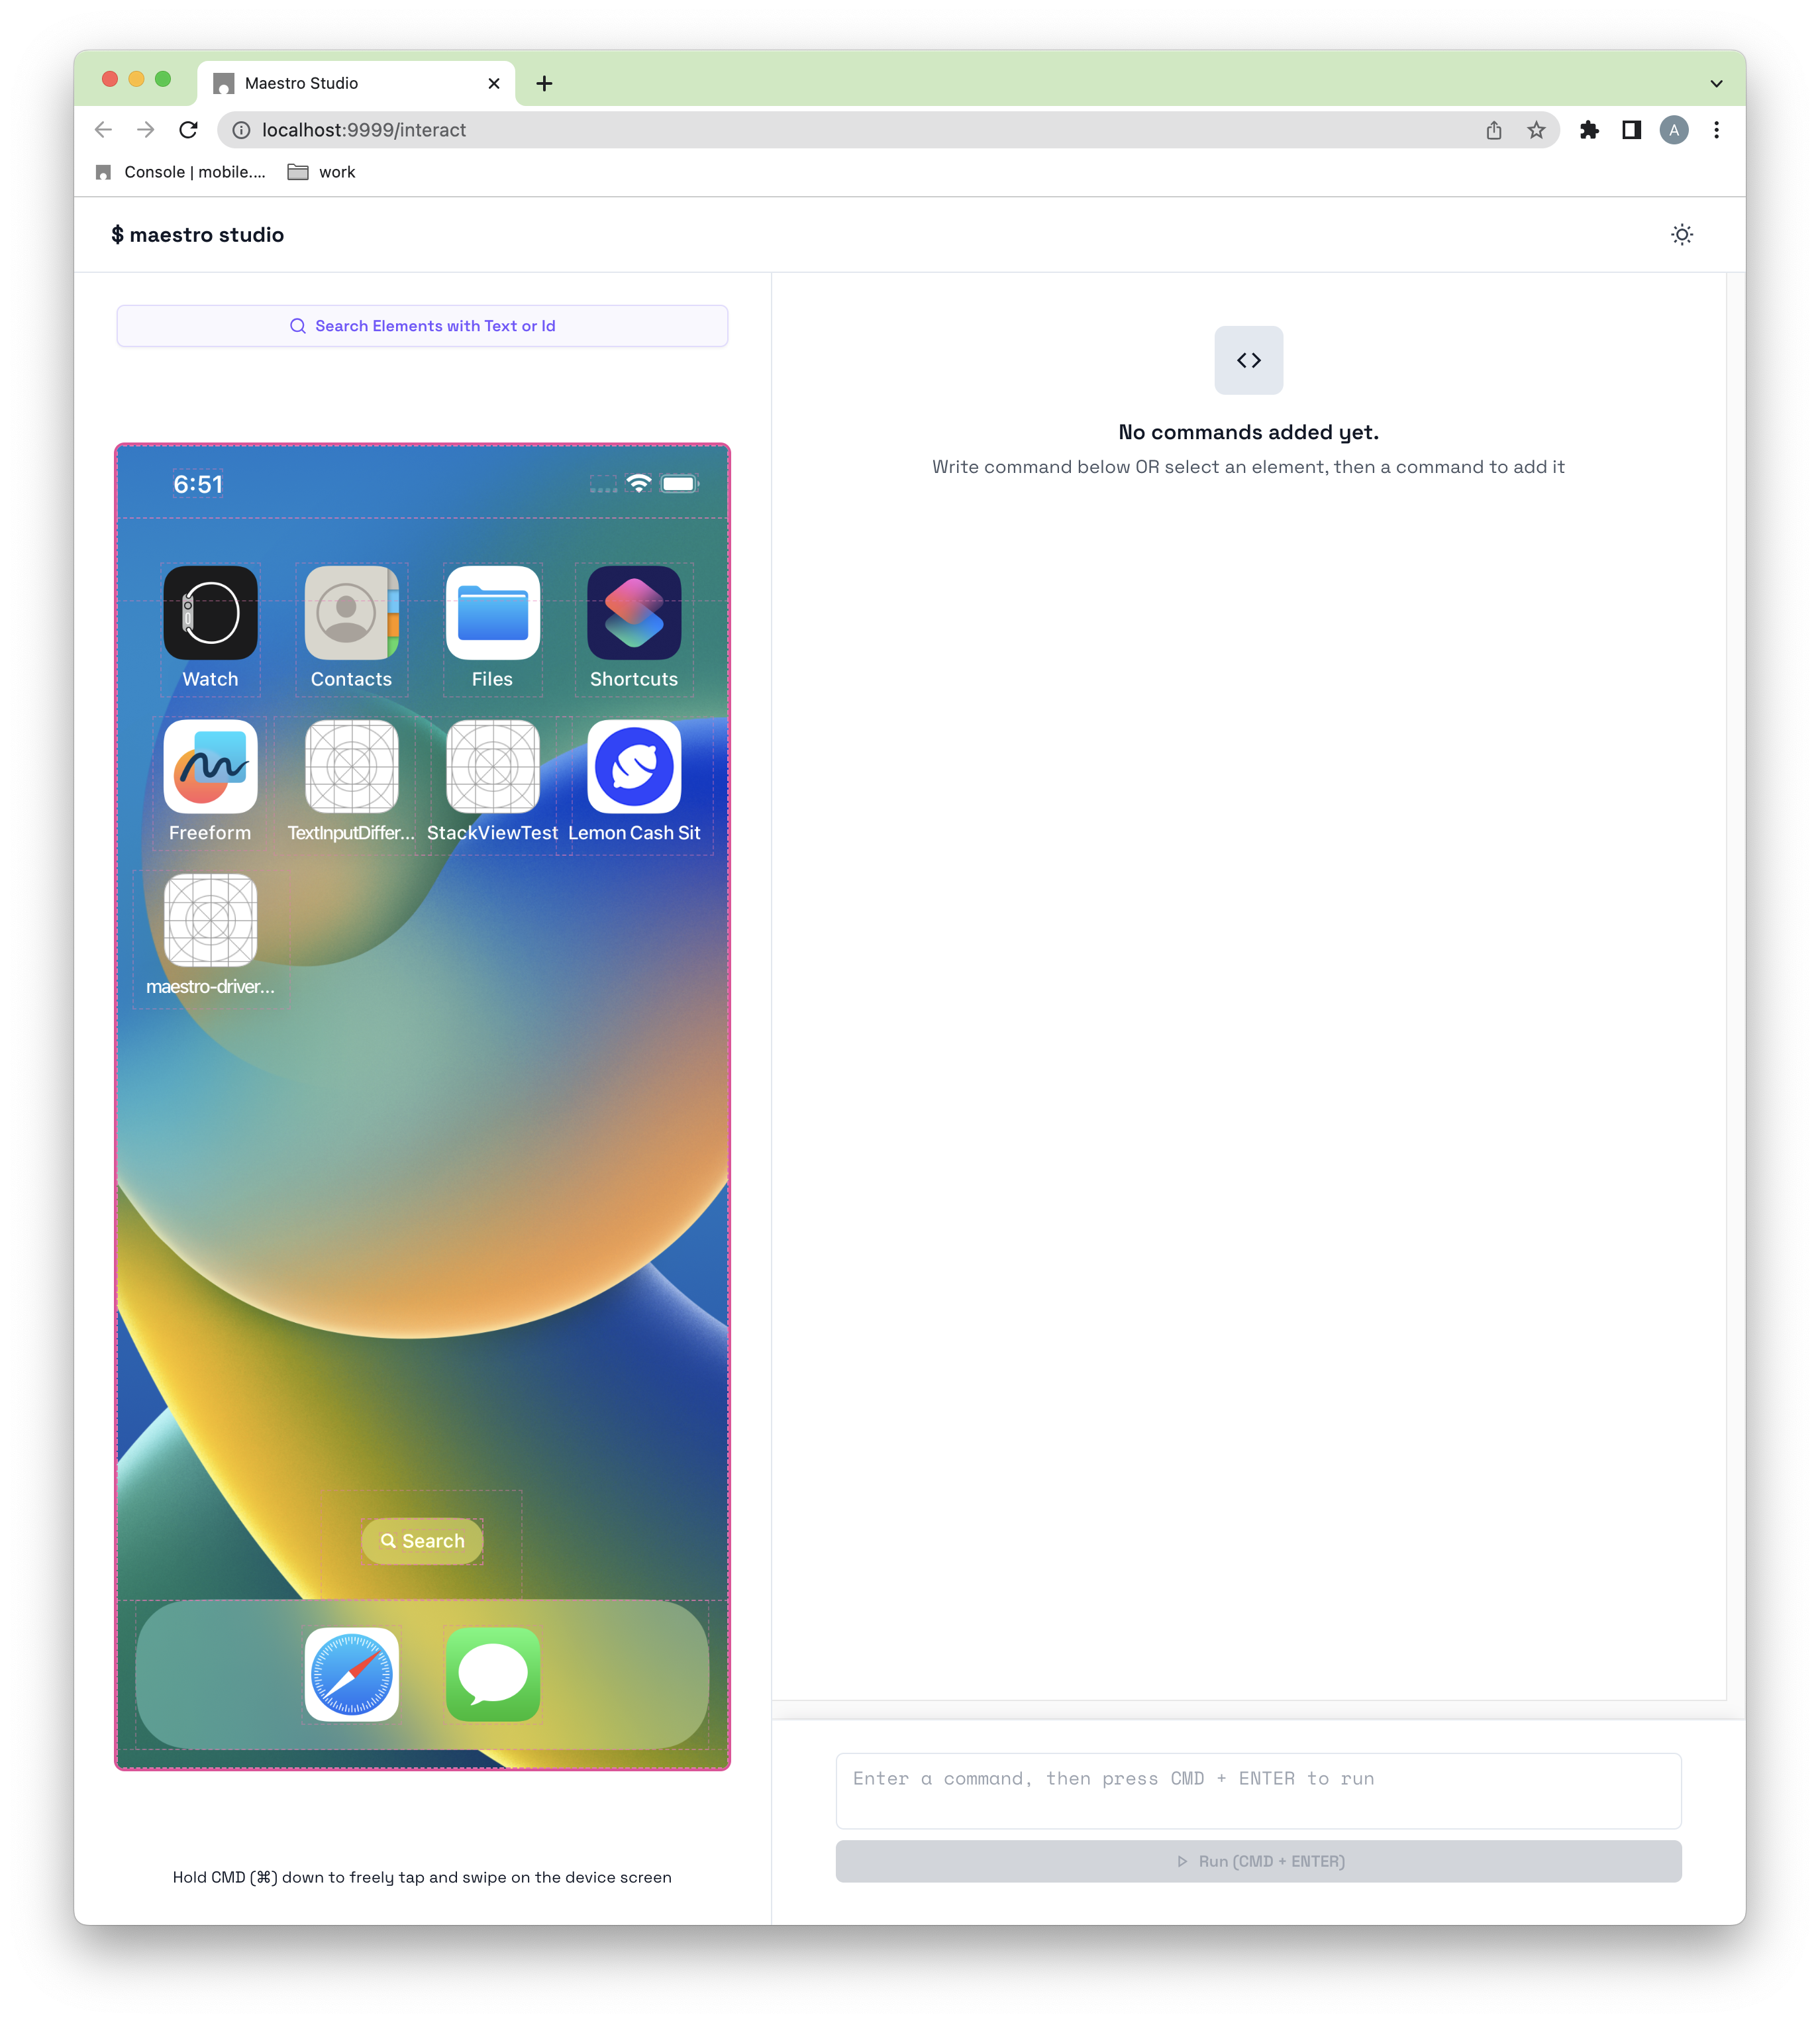 Maestro Studio
localhost:9999/interact
A
Console | mobile....
work
$ maestro studio
Search Elements with Text or Id
6:51
Watch
Contacts
Files
Shortcuts
Freeform
TextInputDiffer...
StackViewTest
Lemon Cash Sit
maestro-driver...
Search
Hold CMD (⌘) down to freely tap and swipe on the device screen
<>
No commands added yet.
Write command below OR select an element, then a command to add it
Enter a command, then press CMD + ENTER to run
Run (CMD + ENTER)